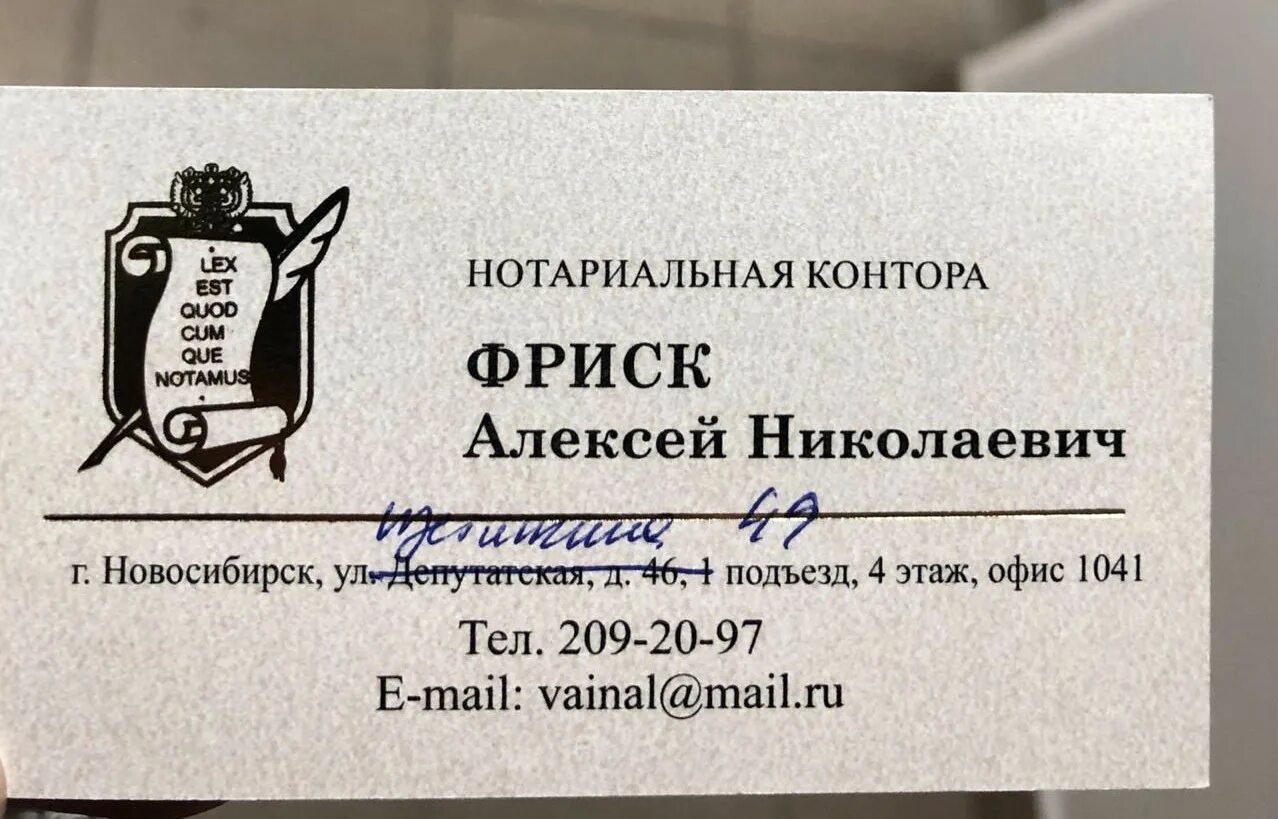 LEX
EST
QUOD
CUM
QUE
NOTAMUS
НОТАРИАЛЬНАЯ КОНТОРА
ФРИСК
Алексей Николаевич
Щетинкина 49
г. Новосибирск, ул. Депутатская, д. 46, 1 подъезд, 4 этаж, офис 1041
Тел. 209-20-97
E-mail: vainal@mail.ru